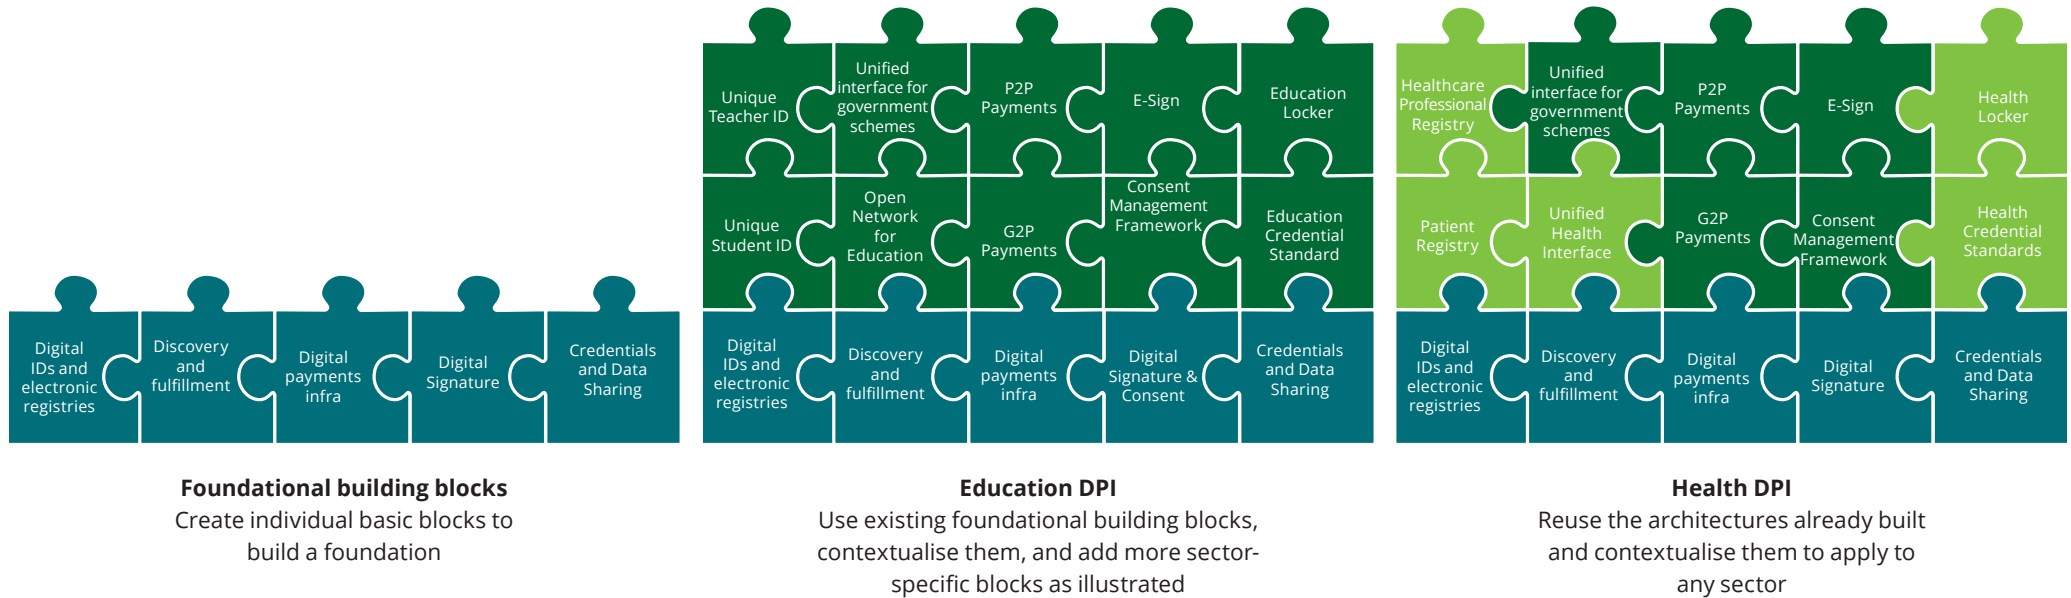 Digital
IDs and
electronic
registries
Discovery
and
fulfillment
Digital
payments
infra
Digital
Signature
Credentials
and Data
Sharing
Foundational building blocks
Create individual basic blocks to
build a foundation
Unique
Teacher ID
Unified
interface for
government
schemes
P2P
Payments
E-Sign
Education
Locker
Unique
Student ID
Open
Network
for
Education
G2P
Payments
Consent
Management
Framework
Education
Credential
Standard
Digital
IDs and
electronic
registries
Discovery
and
fulfillment
Digital
payments
infra
Digital
Signature &
Consent
Credentials
and Data
Sharing
Education DPI
Use existing foundational building blocks,
contextualise them, and add more sector-
specific blocks as illustrated
Healthcare
Professional
Registry
Unified
interface for
government
schemes
P2P
Payments
E-Sign
Health
Locker
Patient
Registry
Unified
Health
Interface
G2P
Payments
Consent
Management
Framework
Health
Credential
Standards
Digital
IDs and
electronic
registries
Discovery
and
fulfillment
Digital
payments
infra
Digital
Signature
Credentials
and Data
Sharing
Health DPI
Reuse the architectures already built
and contextualise them to apply to
any sector